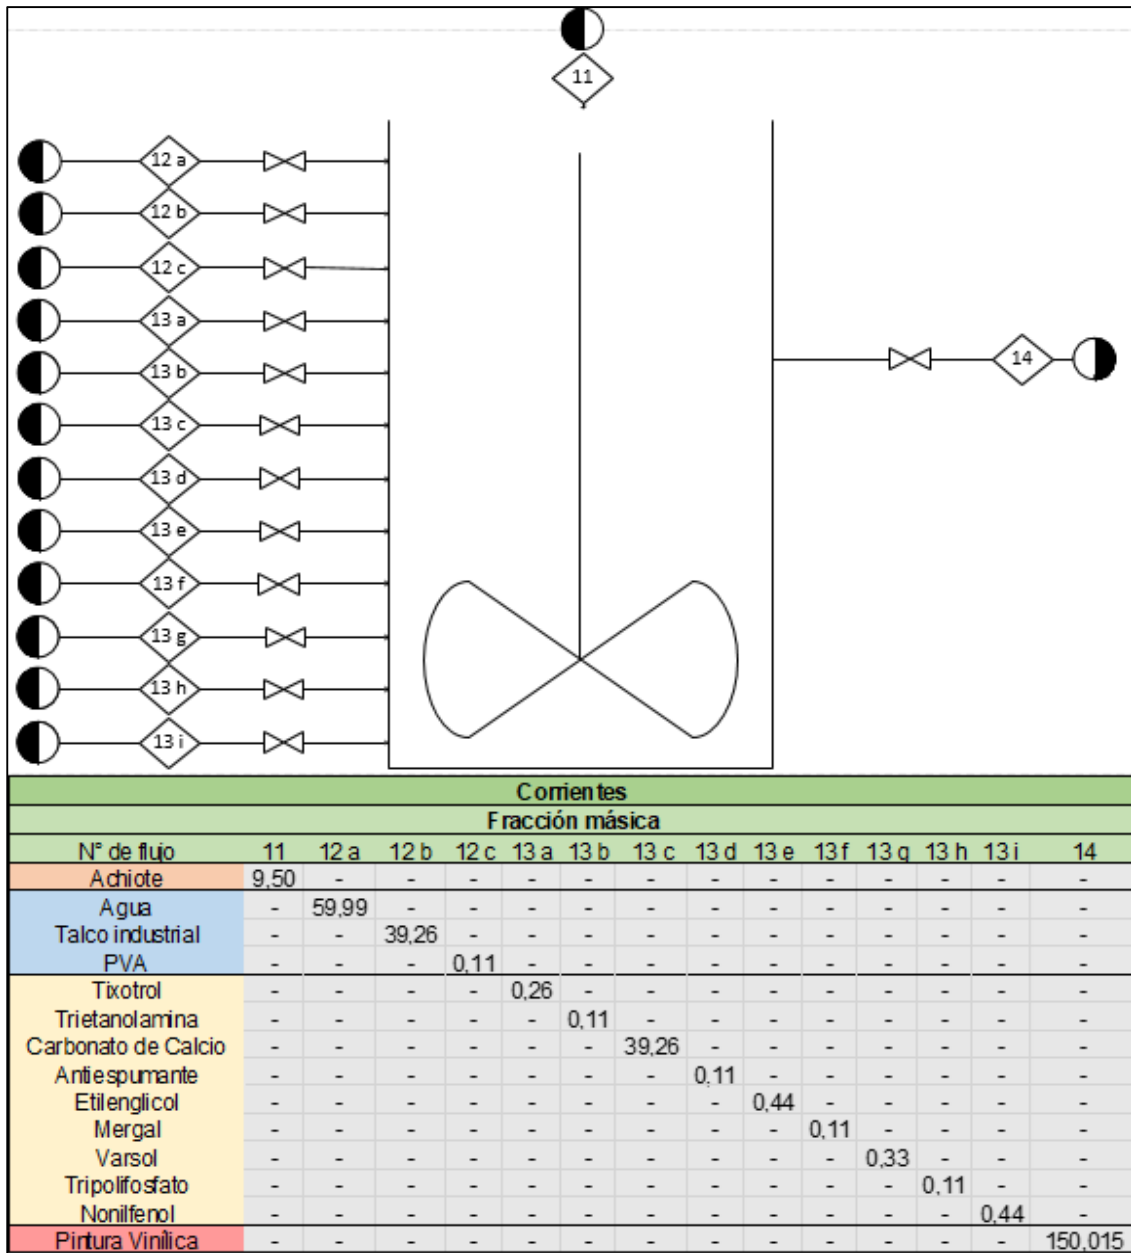 11
12 a
12 b
12 c
13 a
13 b
14
13 c
13 d
13 e
13 f
13 g
13 h
13 i
Corrientes
Fracción másica
N° de flujo 11 12 a 12 b 12 c 13 a 13 b 13 c 13 d 13 e 13 f 13 g 13 h 13 i 14
Achiote 9,50 - - - - - - - - - - - - -
Agua - 59,99 - - - - - - - - - - - -
Talco industrial - - 39,26 - - - - - - - - - - -
PVA - - - 0,11 - - - - - - - - - -
Tixotrol - - - - 0,26 - - - - - - - - -
Trietanolamina - - - - - 0,11 - - - - - - - -
Carbonato de Calcio - - - - - - 39,26 - - - - - - -
Antiespumante - - - - - - - 0,11 - - - - - -
Etilenglicol - - - - - - - - 0,44 - - - - -
Mergal - - - - - - - - - 0,11 - - - -
Varsol - - - - - - - - - - 0,33 - - -
Tripolifosfato - - - - - - - - - - - 0,11 - -
Nonilfenol - - - - - - - - - - - - 0,44 -
Pintura Vinílica - - - - - - - - - - - - - 150,015